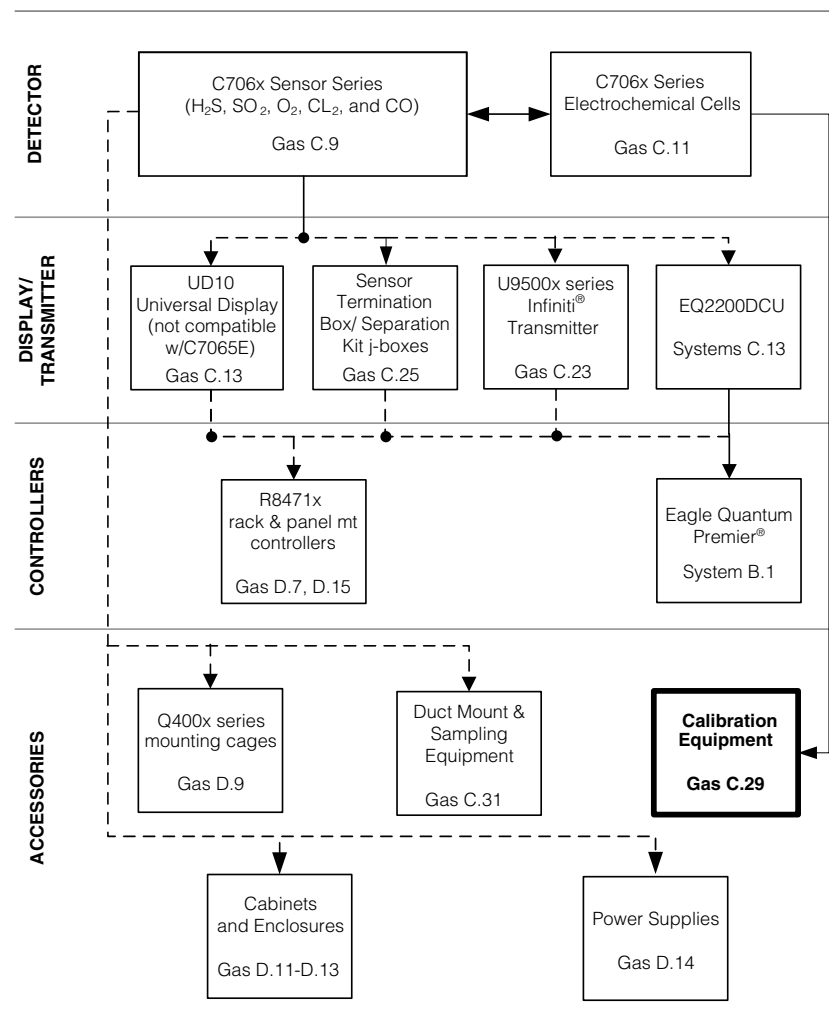 DETECTOR
C706x Sensor Series
(H₂S, SO₂, O₂, CL₂, and CO)
Gas C.9
C706x Series
Electrochemical Cells
Gas C.11
DISPLAY/
TRANSMITTER
UD10
Universal Display
(not compatible
w/C7065E)
Gas C.13
Sensor
Termination
Box/ Separation
Kit j-boxes
Gas C.25
U9500x series
Infiniti®
Transmitter
Gas C.23
EQ2200DCU
Systems C.13
CONTROLLERS
R8471x
rack & panel mt
controllers
Gas D.7, D.15
Eagle Quantum
Premier®
System B.1
ACCESSORIES
Q400x series
mounting cages
Gas D.9
Duct Mount &
Sampling
Equipment
Gas C.31
Calibration
Equipment
Gas C.29
Cabinets
and Enclosures
Gas D.11-D.13
Power Supplies
Gas D.14